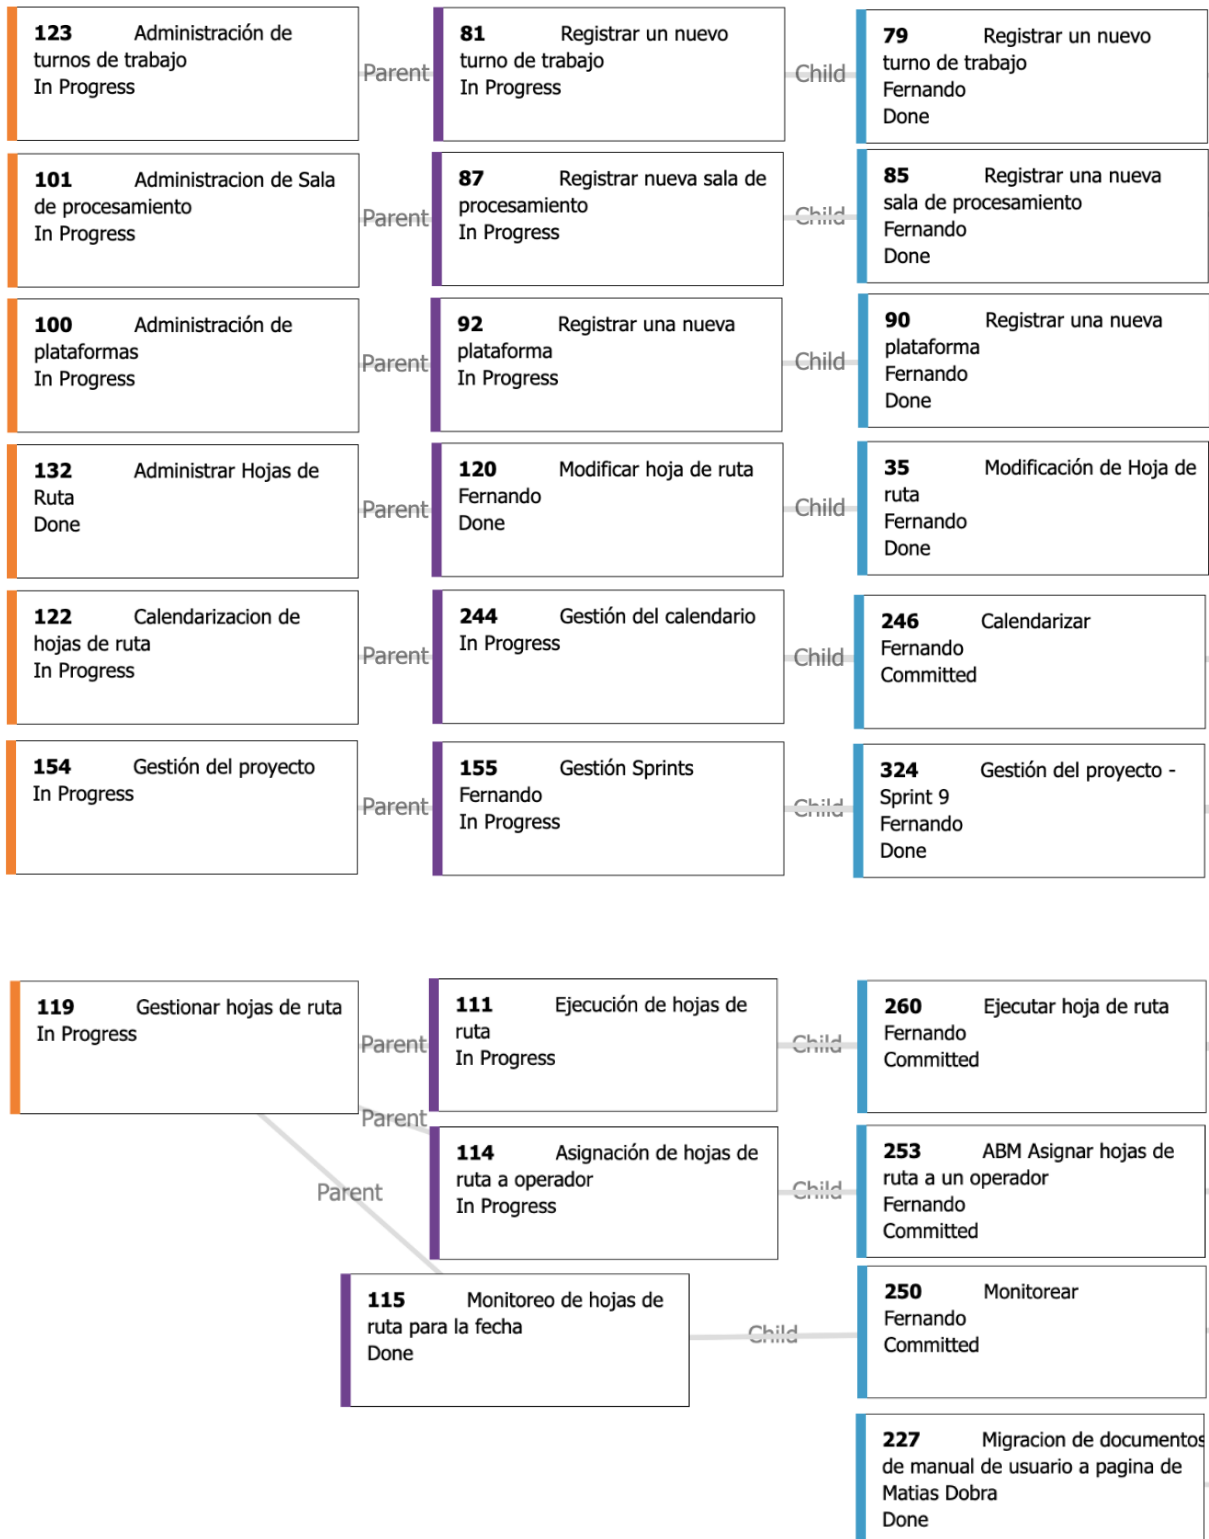 123 Administración de
turnos de trabajo
In Progress
Parent
81 Registrar un nuevo
turno de trabajo
In Progress
Child
79 Registrar un nuevo
turno de trabajo
Fernando
Done
101 Administracion de Sala
de procesamiento
In Progress
Parent
87 Registrar nueva sala de
procesamiento
In Progress
Child
85 Registrar una nueva
sala de procesamiento
Fernando
Done
100 Administración de
plataformas
In Progress
Parent
92 Registrar una nueva
plataforma
In Progress
Child
90 Registrar una nueva
plataforma
Fernando
Done
132 Administrar Hojas de
Ruta
Done
Parent
120 Modificar hoja de ruta
Fernando
Done
Child
35 Modificación de Hoja de
ruta
Fernando
Done
122 Calendarizacion de
hojas de ruta
In Progress
Parent
244 Gestión del calendario
In Progress
Child
246 Calendarizar
Fernando
Committed
154 Gestión del proyecto
In Progress
Parent
155 Gestión Sprints
Fernando
In Progress
Child
324 Gestión del proyecto -
Sprint 9
Fernando
Done
119 Gestionar hojas de ruta
In Progress
Parent
111 Ejecución de hojas de
ruta
In Progress
Child
260 Ejecutar hoja de ruta
Fernando
Committed
Parent
114 Asignación de hojas de
ruta a operador
In Progress
Child
253 ABM Asignar hojas de
ruta a un operador
Fernando
Committed
Parent
115 Monitoreo de hojas de
ruta para la fecha
Done
Child
250 Monitorear
Fernando
Committed
227 Migracion de documentos
de manual de usuario a pagina de
Matias Dobra
Done